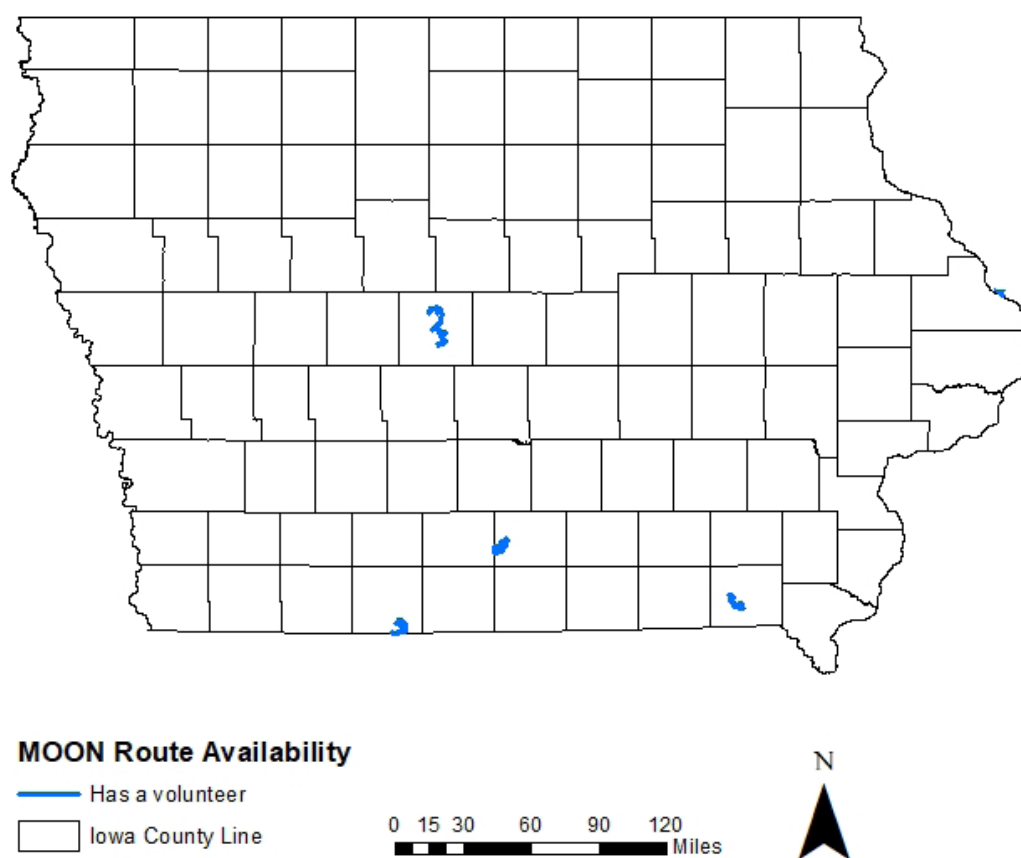 MOON Route Availability
Has a volunteer
Iowa County Line
N
0 15 30 60 90 120
Miles